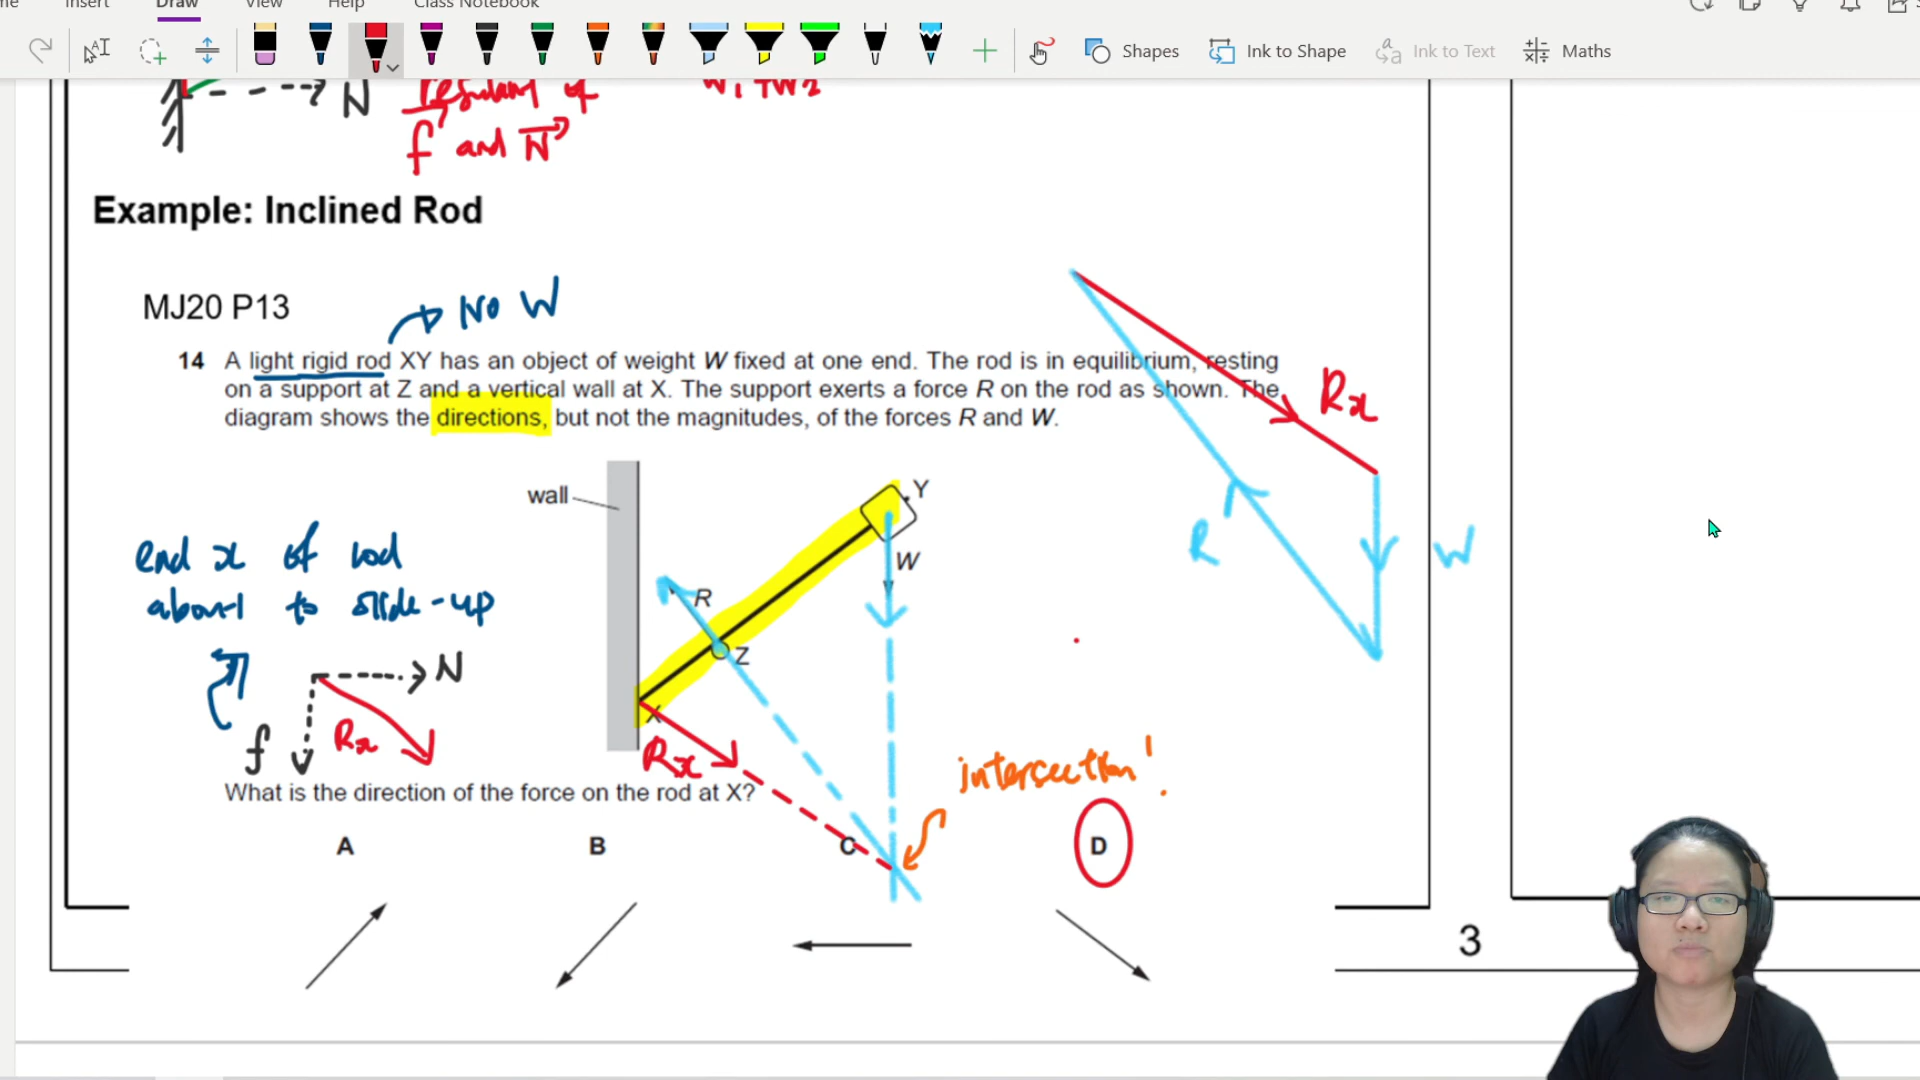 Insert Draw View Help Class Notebook
Shapes Ink to Shape Ink to Text Maths
N resultant of W1+W2
f and N
Example: Inclined Rod
MJ20 P13
No W
14 A light rigid rod XY has an object of weight W fixed at one end. The rod is in equilibrium, resting
on a support at Z and a vertical wall at X. The support exerts a force R on the rod as shown. The
diagram shows the directions, but not the magnitudes, of the forces R and W.
Rx
R
W
wall
Y
W
R
Z
X
Rx
end x of rod
about to slide-up
N
f
Rx
intersection!
What is the direction of the force on the rod at X?
A B C D
3